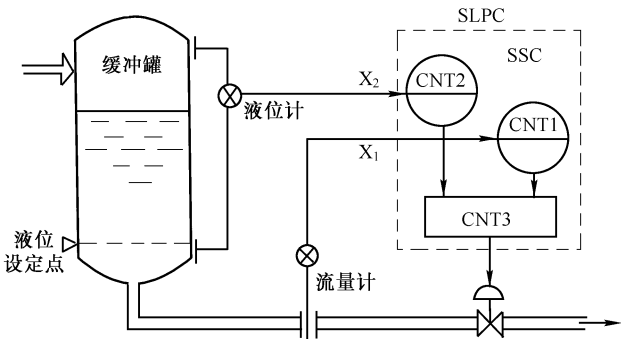 SLPC
SSC
缓冲罐
X₂
CNT2
液位计
CNT1
X₁
CNT3
液位
设定点
流量计